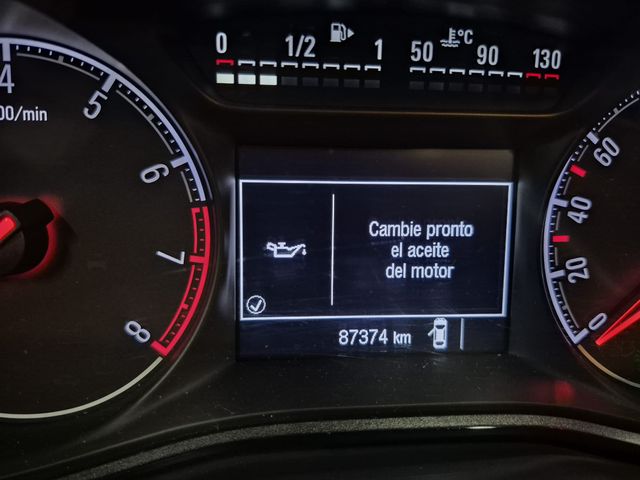 0 1/2 1
50 °C 90 130
4
5
6
7
8
00/min
Cambie pronto
el aceite
del motor
87374 km
60
40
20
0